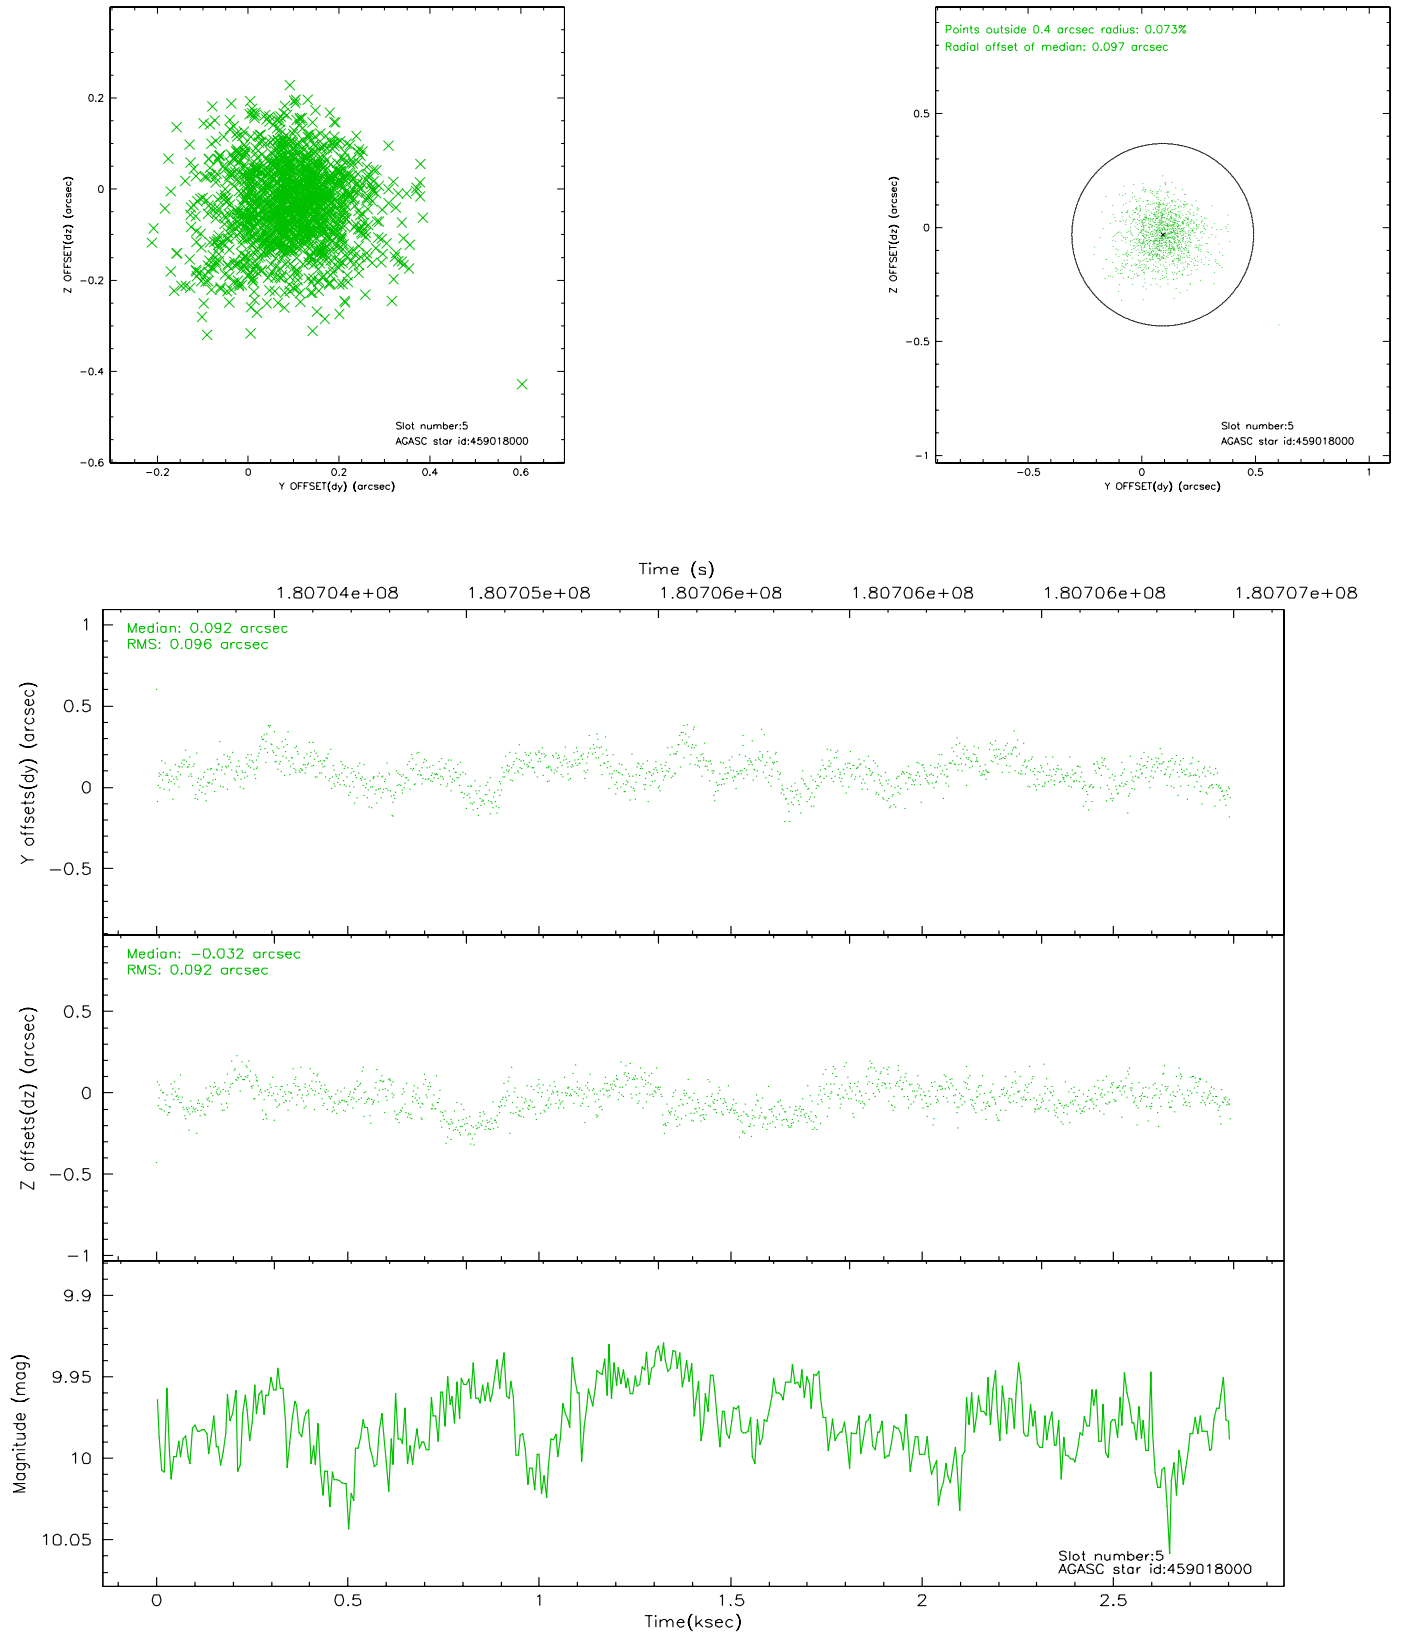 0.2
0
−0.2
−0.4
−0.6
Z OFFSET(dz) (arcsec)
Slot number:5
AGASC star id:459018000
−0.2 0 0.2 0.4 0.6
Y OFFSET(dy) (arcsec)
Points outside 0.4 arcsec radius: 0.073%
Radial offset of median: 0.097 arcsec
0.5
0
−0.5
−1
Z OFFSET(dz) (arcsec)
Slot number:5
AGASC star id:459018000
−0.5 0 0.5 1
Y OFFSET(dy) (arcsec)
Time (s)
1.80704e+08 1.80705e+08 1.80706e+08 1.80706e+08 1.80706e+08 1.80707e+08
Median: 0.092 arcsec
RMS: 0.096 arcsec
1
0.5
0
−0.5
Y offsets(dy) (arcsec)
Median: −0.032 arcsec
RMS: 0.092 arcsec
0.5
0
−0.5
−1
Z offsets(dz) (arcsec)
9.9
9.95
10
10.05
Magnitude (mag)
Slot number:5
AGASC star id:459018000
0 0.5 1 1.5 2 2.5
Time(ksec)